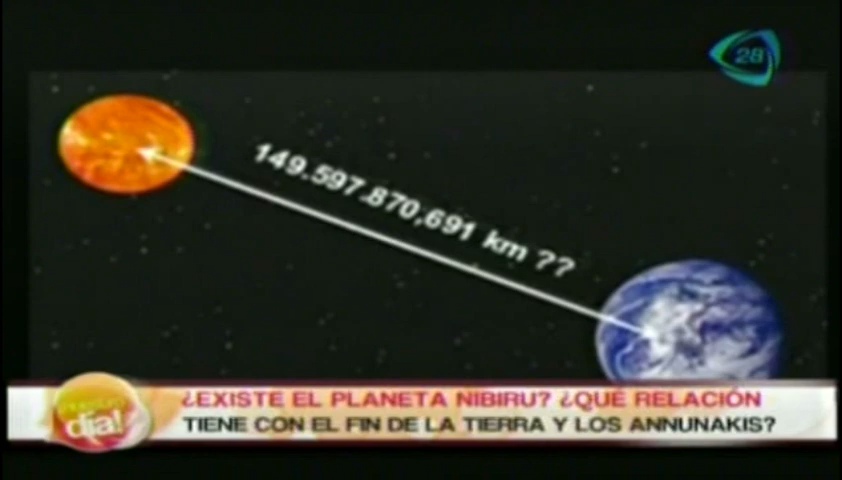 28
149.597.870,691 km ??
día!
¿EXISTE EL PLANETA NIBIRU? ¿QUÉ RELACIÓN
TIENE CON EL FIN DE LA TIERRA Y LOS ANNUNAKIS?